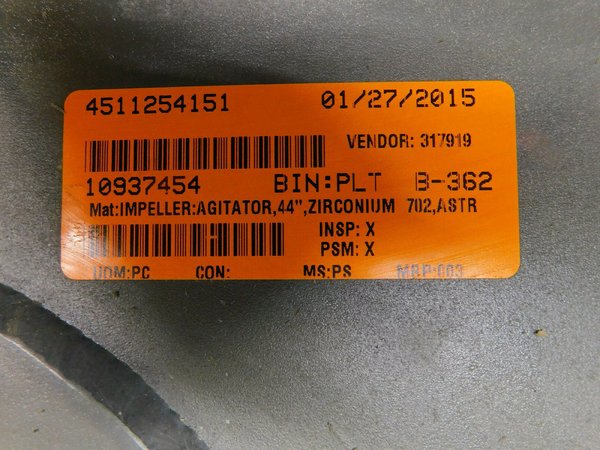 4511254151 01/27/2015
VENDOR: 317919
10937454 BIN:PLT B-362
Mat:IMPELLER:AGITATOR,44",ZIRCONIUM 702,ASTR
INSP: X
PSM: X
UOM:PC CON: MS:PS MRP:003